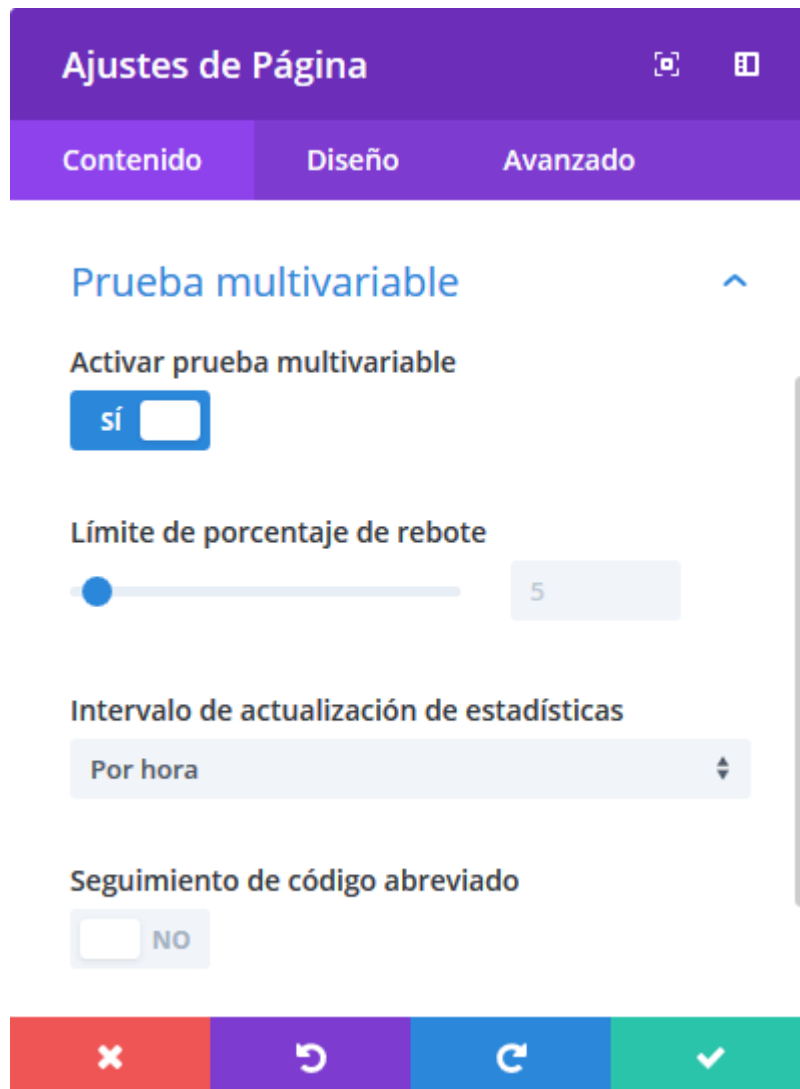 Ajustes de Página
Contenido Diseño Avanzado
Prueba multivariable
Activar prueba multivariable
SÍ
Límite de porcentaje de rebote
5
Intervalo de actualización de estadísticas
Por hora
Seguimiento de código abreviado
NO